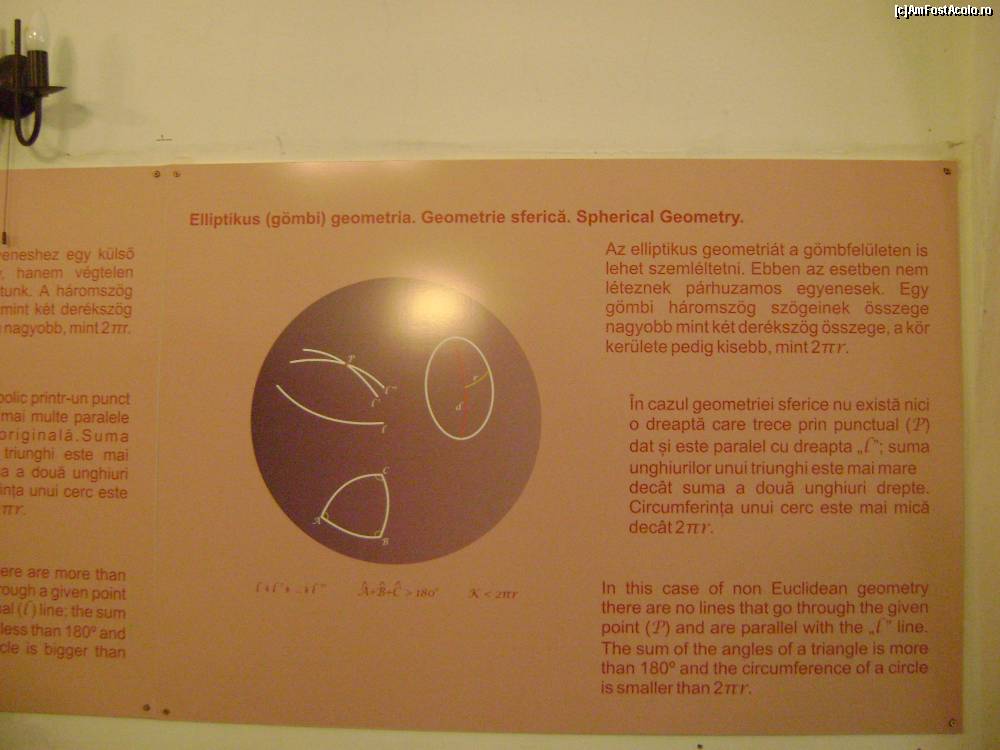 [c]AmFostAcolo.ro
Elliptikus (gömbi) geometria. Geometrie sferică. Spherical Geometry.
egy külső
hanem végtelen
A háromszög
mint két derékszög
nagyobb, mint 2πr.
printr-un punct
mai multe paralele
originală.Suma
triunghi este mai
a două unghiuri
unui cerc este
πr.
are more than
a given point
(ℓ) line; the sum
less than 180º and
is bigger than
P
ℓ'
ℓ''
ℓ
r
d
C
A
B
Â+B̂+Ĉ > 180°
K < 2πr
Az elliptikus geometriát a gömbfelületen is
lehet szemléltetni. Ebben az esetben nem
léteznek párhuzamos egyenesek. Egy
gömbi háromszög szögeinek összege
nagyobb mint két derékszög összege, a kör
kerülete pedig kisebb, mint 2πr.
În cazul geometriei sferice nu există nici
o dreaptă care trece prin punctual (P)
dat și este paralel cu dreapta „ℓ”; suma
unghiurilor unui triunghi este mai mare
decât suma a două unghiuri drepte.
Circumferința unui cerc este mai mică
decât 2πr.
In this case of non Euclidean geometry
there are no lines that go through the given
point (P) and are parallel with the „ℓ” line.
The sum of the angles of a triangle is more
than 180º and the circumference of a circle
is smaller than 2πr.